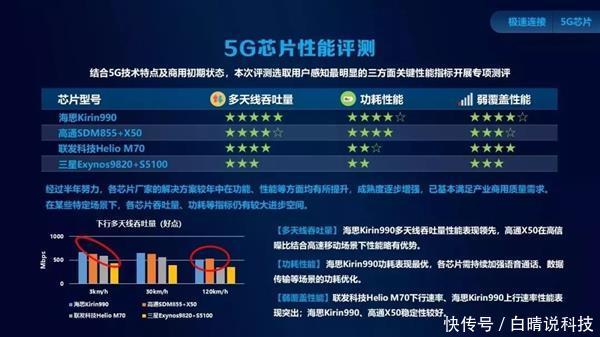 极速连接 5G芯片
5G芯片性能评测
结合5G技术特点及商用初期状态，本次评测选取用户感知最明显的三方面关键性能指标开展专项测评
芯片型号 多天线吞吐量 功耗性能 弱覆盖性能
海思Kirin990 ★★★★★ ★★★★☆ ★★★★☆
高通SDM855+X50 ★★★★☆ ★★★★ ★★★☆
联发科技Helio M70 ★★★★ ★★★ ★★★★☆
三星Exynos9820+S5100 ★★★ ★★ ★★★
经过半年努力，各芯片厂家的解决方案较年中在功能、性能等方面均有所提升，成熟度逐步增强，已基本满足产业商用质量需求。
在某些特定场景下，各芯片吞吐量、功耗等指标仍有较大进步空间。
下行多天线吞吐量（好点）
Mbps
1000
500
0
3km/h 30km/h 120km/h
海思Kirin990 高通SDM855+X50
联发科技Helio M70 三星Exynos9820+S5100
【多天线吞吐量】海思Kirin990多天线吞吐量性能表现领先，高通X50在高信
噪比结合高速移动场景下性能略有优势。
【功耗性能】海思Kirin990功耗表现最优，各芯片需持续加强语音通话、数据
传输等场景的功耗优化。
【弱覆盖性能】联发科技Helio M70下行速率、海思Kirin990上行速率性能表
现突出；海思Kirin990、高通X50稳定性较好。
快传号 / 白晴说科技